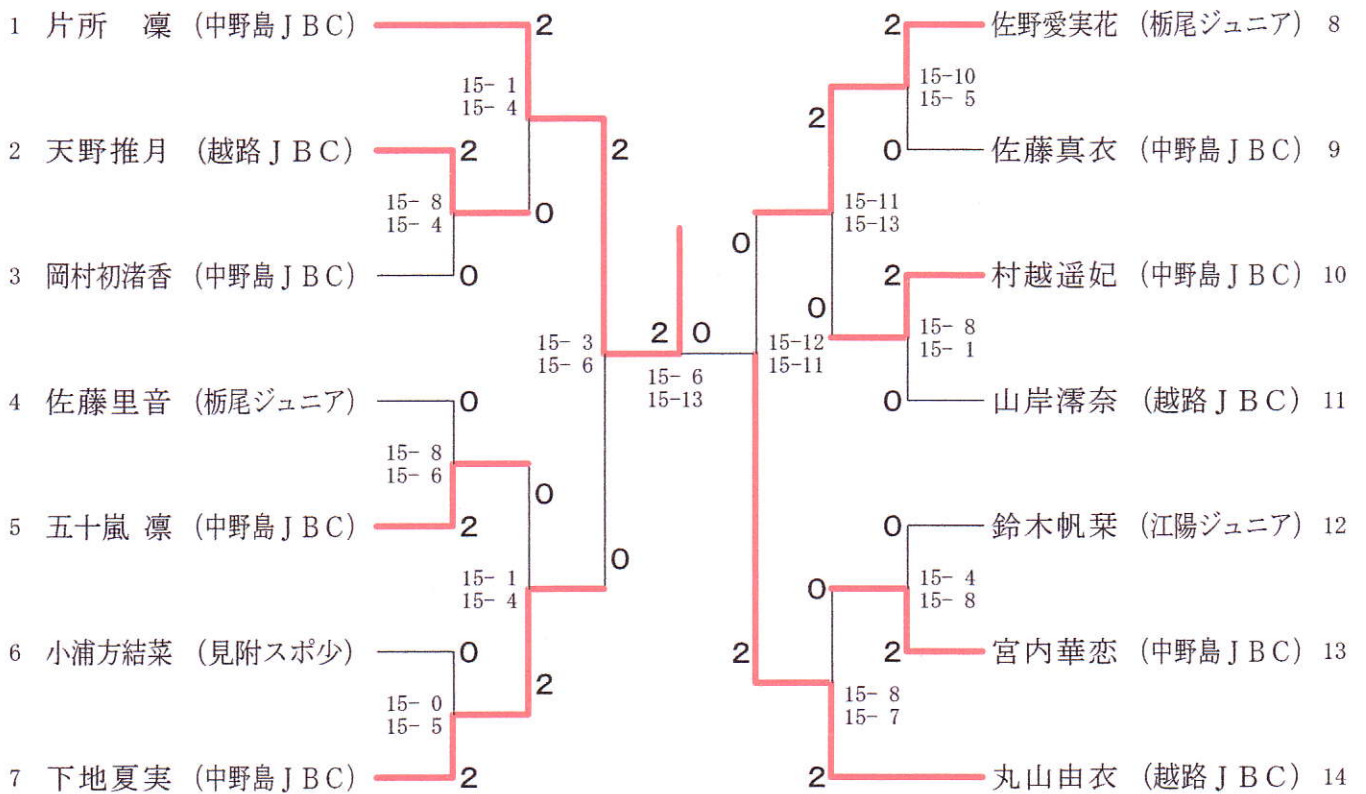 1 片所　凜 (中野島ＪＢＣ) 2
15- 1
15- 4
2 天野推月 (越路ＪＢＣ) 2
2
15- 8
15- 4
0
3 岡村初渚香 (中野島ＪＢＣ) 0
15- 3
15- 6
4 佐藤里音 (栃尾ジュニア) 0
15- 8
15- 6
0
5 五十嵐 凛 (中野島ＪＢＣ) 2
15- 1
15- 4
0
6 小浦方結菜 (見附スポ少) 0
15- 0
15- 5
2
7 下地夏実 (中野島ＪＢＣ) 2
2 0
15- 6
15-13
2 佐野愛実花 (栃尾ジュニア) 8
15-10
15- 5
2
0 佐藤真衣 (中野島ＪＢＣ) 9
15-11
15-13
0
2 村越遥妃 (中野島ＪＢＣ) 10
0
15- 8
15- 1
15-12
15-11
0 山岸澪奈 (越路ＪＢＣ) 11
0 鈴木帆栞 (江陽ジュニア) 12
15- 4
15- 8
0
2 宮内華恋 (中野島ＪＢＣ) 13
2
15- 8
15- 7
2 丸山由衣 (越路ＪＢＣ) 14